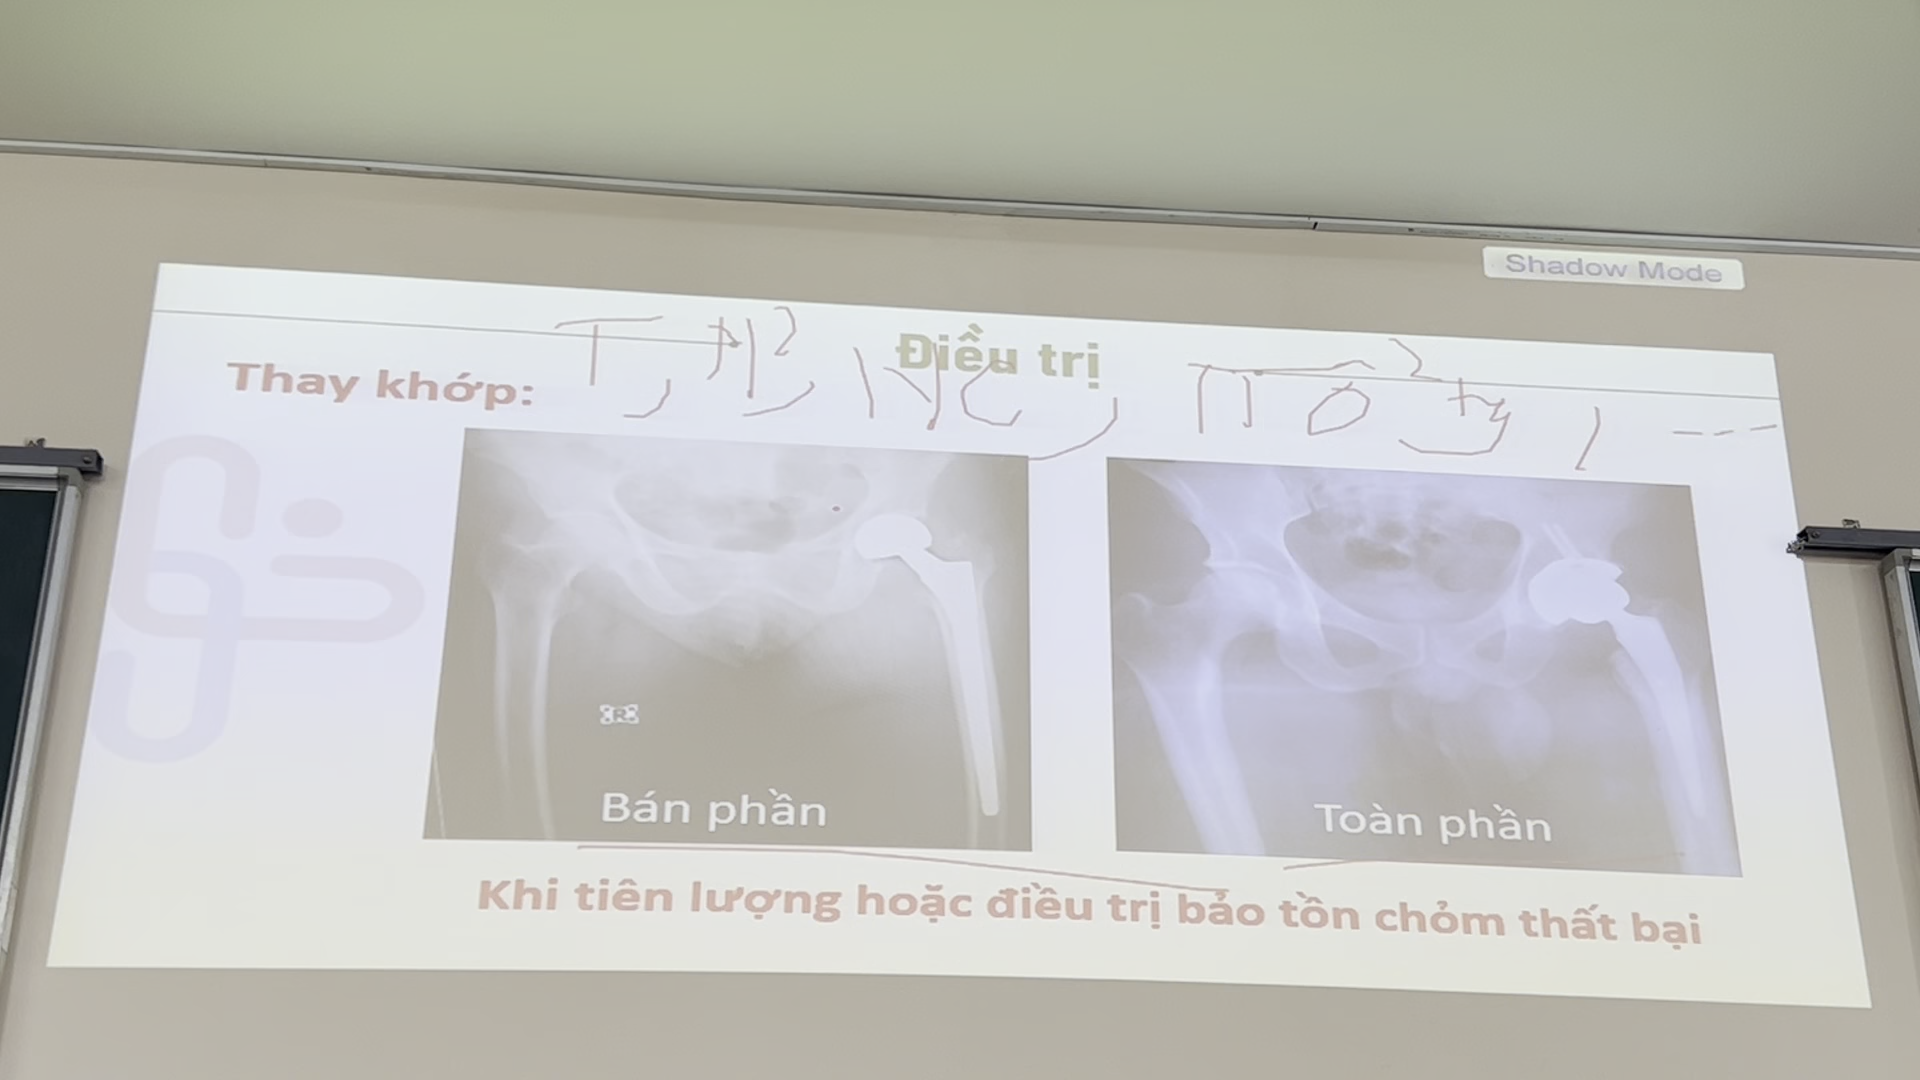 Shadow Mode
Điều trị
Thay khớp:
R
Bán phần
Toàn phần
Khi tiên lượng hoặc điều trị bảo tồn chỏm thất bại